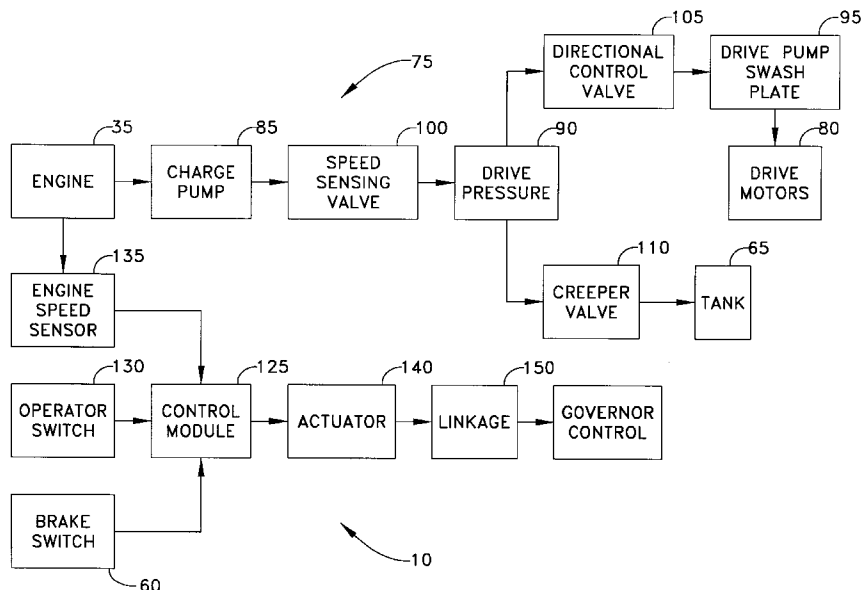 105
95
DIRECTIONAL
CONTROL
VALVE
DRIVE PUMP
SWASH
PLATE
75
35
85
100
90
80
ENGINE
CHARGE
PUMP
SPEED
SENSING
VALVE
DRIVE
PRESSURE
DRIVE
MOTORS
135
110
65
ENGINE
SPEED
SENSOR
CREEPER
VALVE
TANK
130
125
140
150
OPERATOR
SWITCH
CONTROL
MODULE
ACTUATOR
LINKAGE
GOVERNOR
CONTROL
BRAKE
SWITCH
10
60